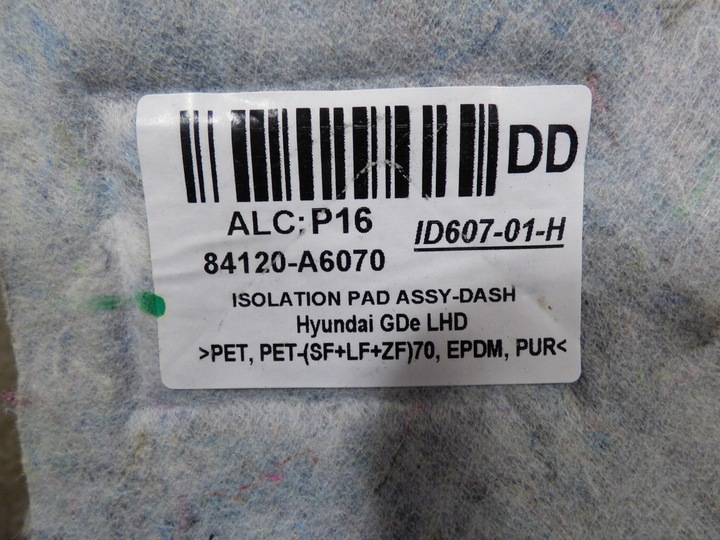 DD
ALC: P16
ID607-01-H
84120-A6070
ISOLATION PAD ASSY-DASH
Hyundai GDe LHD
>PET, PET-(SF+LF+ZF)70, EPDM, PUR<